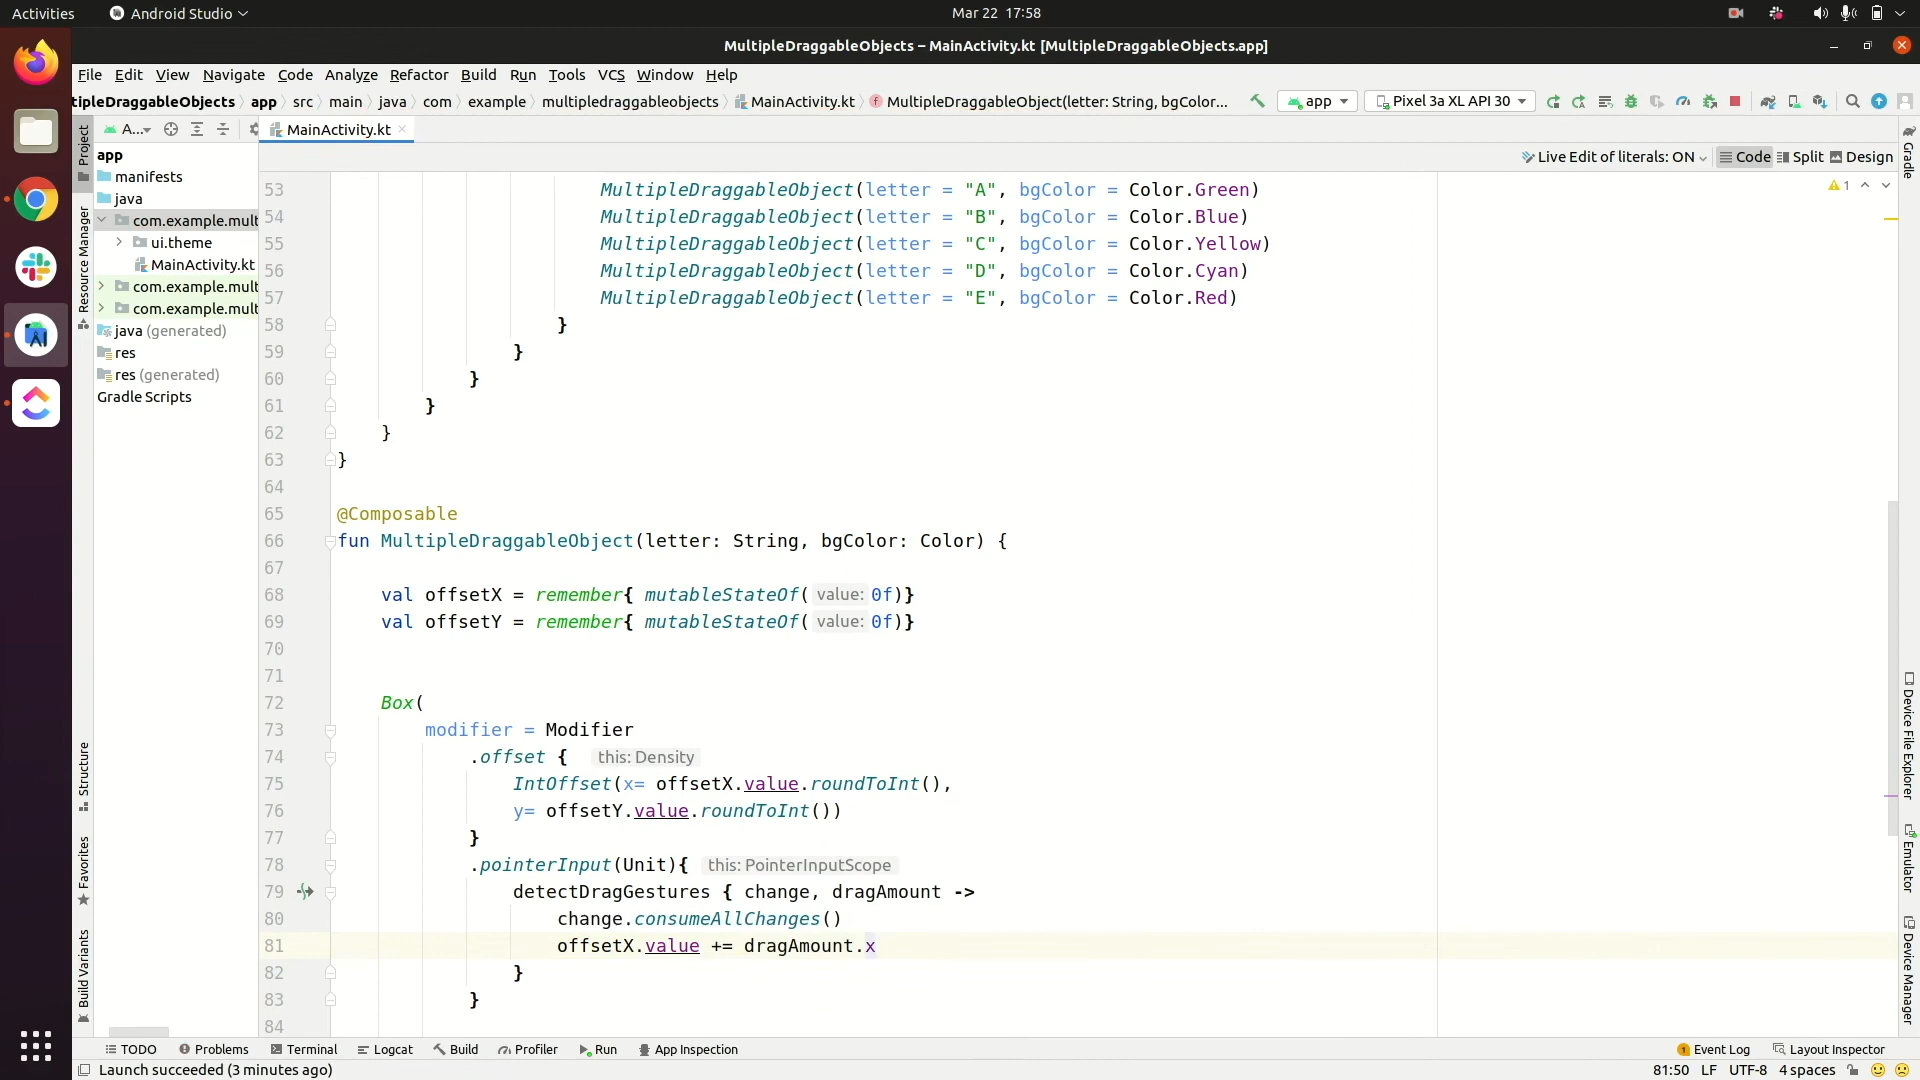 Activities
Android Studio
Mar 22 17:58
MultipleDraggableObjects – MainActivity.kt [MultipleDraggableObjects.app]
File Edit View Navigate Code Analyze Refactor Build Run Tools VCS Window Help
tipleDraggableObjects app src main java com example multipledraggableobjects MainActivity.kt MultipleDraggableObject(letter: String, bgColor...
app
Pixel 3a XL API 30
A...
MainActivity.kt
Live Edit of literals: ON
Code Split Design
Project
Resource Manager
Structure
Favorites
Build Variants
app
manifests
java
com.example.mult
ui.theme
MainActivity.kt
com.example.mult
com.example.mult
java (generated)
res
res (generated)
Gradle Scripts
1
53 MultipleDraggableObject(letter = "A", bgColor = Color.Green)
54 MultipleDraggableObject(letter = "B", bgColor = Color.Blue)
55 MultipleDraggableObject(letter = "C", bgColor = Color.Yellow)
56 MultipleDraggableObject(letter = "D", bgColor = Color.Cyan)
57 MultipleDraggableObject(letter = "E", bgColor = Color.Red)
58 }
59 }
60 }
61 }
62 }
63 }
64
65 @Composable
66 fun MultipleDraggableObject(letter: String, bgColor: Color) {
67
68 val offsetX = remember{ mutableStateOf( value: 0f)}
69 val offsetY = remember{ mutableStateOf( value: 0f)}
70
71
72 Box(
73 modifier = Modifier
74 .offset { this: Density
75 IntOffset(x= offsetX.value.roundToInt(),
76 y= offsetY.value.roundToInt())
77 }
78 .pointerInput(Unit){ this: PointerInputScope
79 detectDragGestures { change, dragAmount ->
80 change.consumeAllChanges()
81 offsetX.value += dragAmount.x
82 }
83 }
84
Gradle
Device File Explorer
Emulator
Device Manager
TODO Problems Terminal Logcat Build Profiler Run App Inspection
1 Event Log Layout Inspector
Launch succeeded (3 minutes ago)
81:50 LF UTF-8 4 spaces